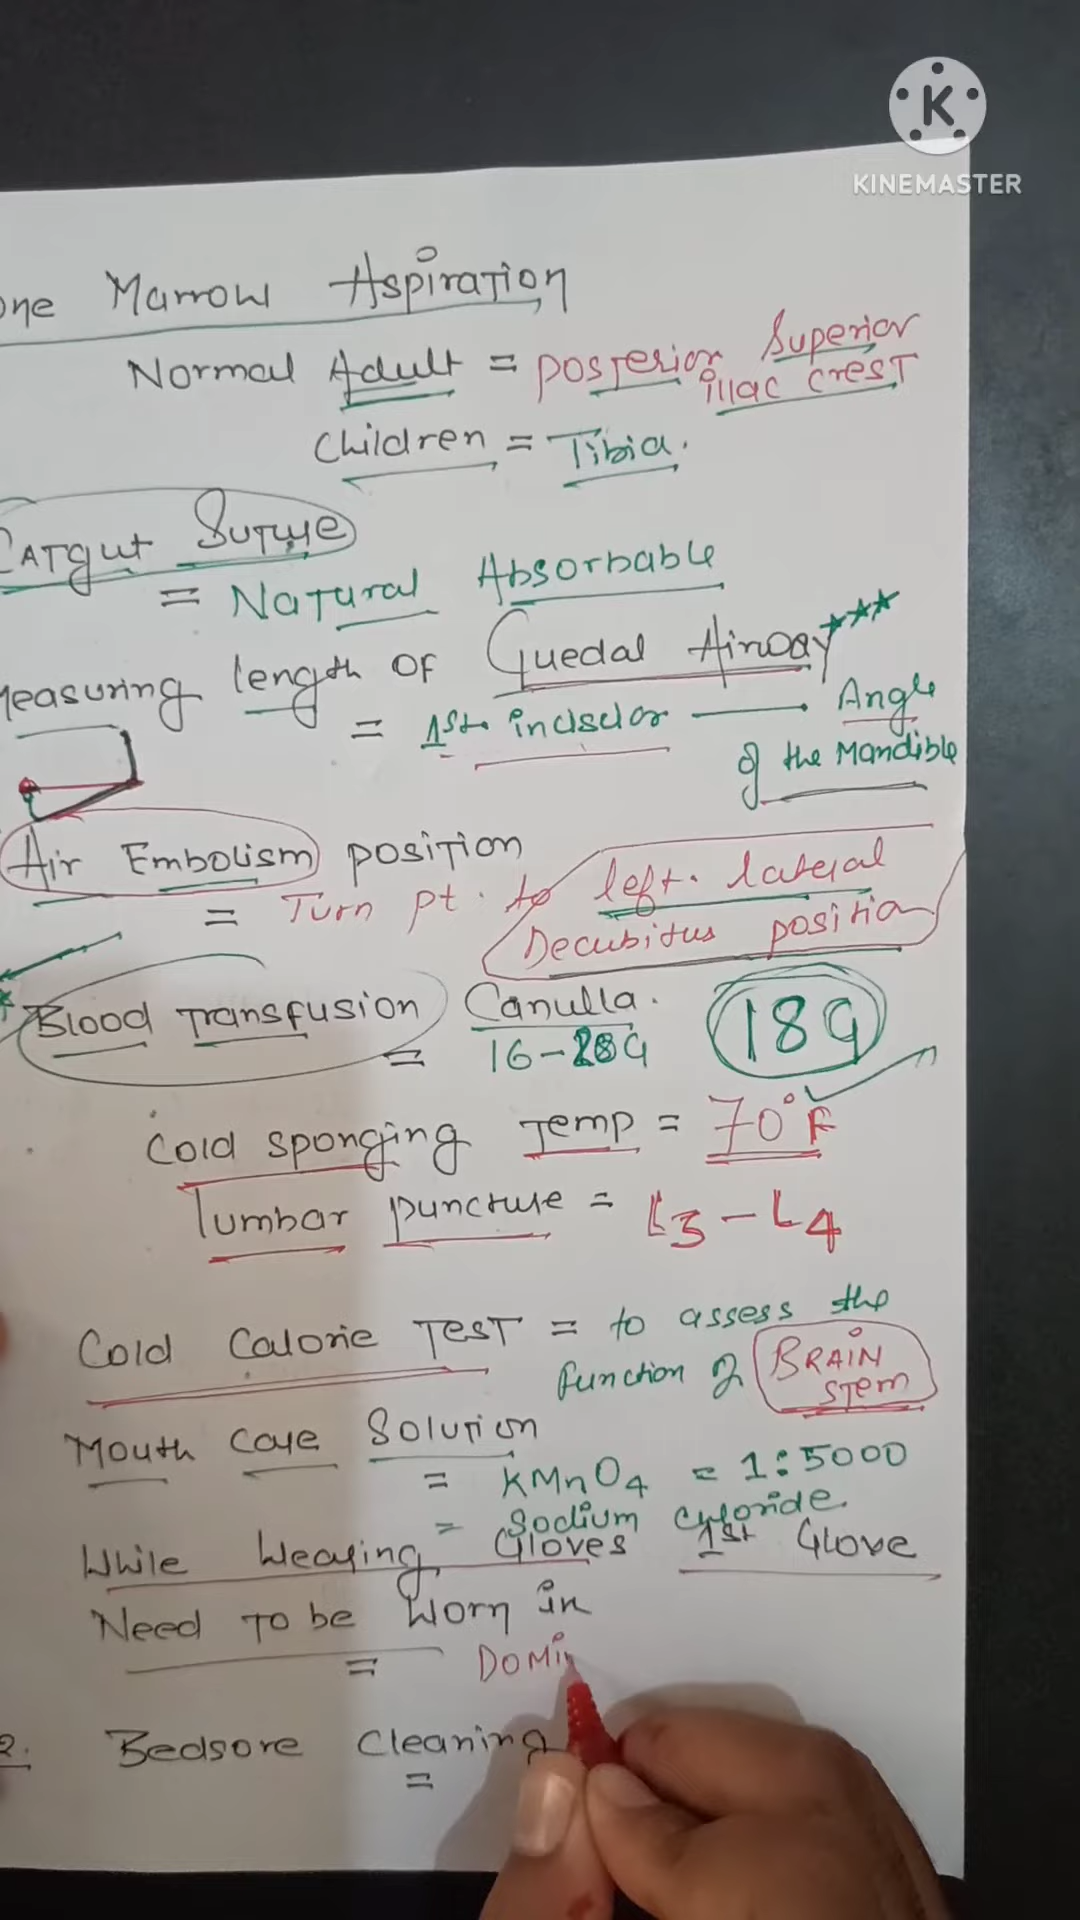 KINEMASTER
one Marrow Aspiration
Normal Adult = Posterior Superior
illac crest
Children = Tibia.
Catgut Suture
= Natural Absorbable
Measuring length of Guedal Airway
= 1st incisior Angle
of the Mandible
Air Embolism position
= Turn pt. to left. lateral
Decubitus position
Blood Transfusion Canulla.
= 16-18G 18G
Cold sponging Temp = 70°F
Lumbar puncture = L3-L4
Cold Calorie Test = to assess the
function of Brain
Stem
Mouth Care Solution
= KMnO4 = 1:5000
= Sodium Chloride.
While Wearing Gloves 1st Glove
Need To be Worn in
= Domi
2. Bedsore Cleaning
=